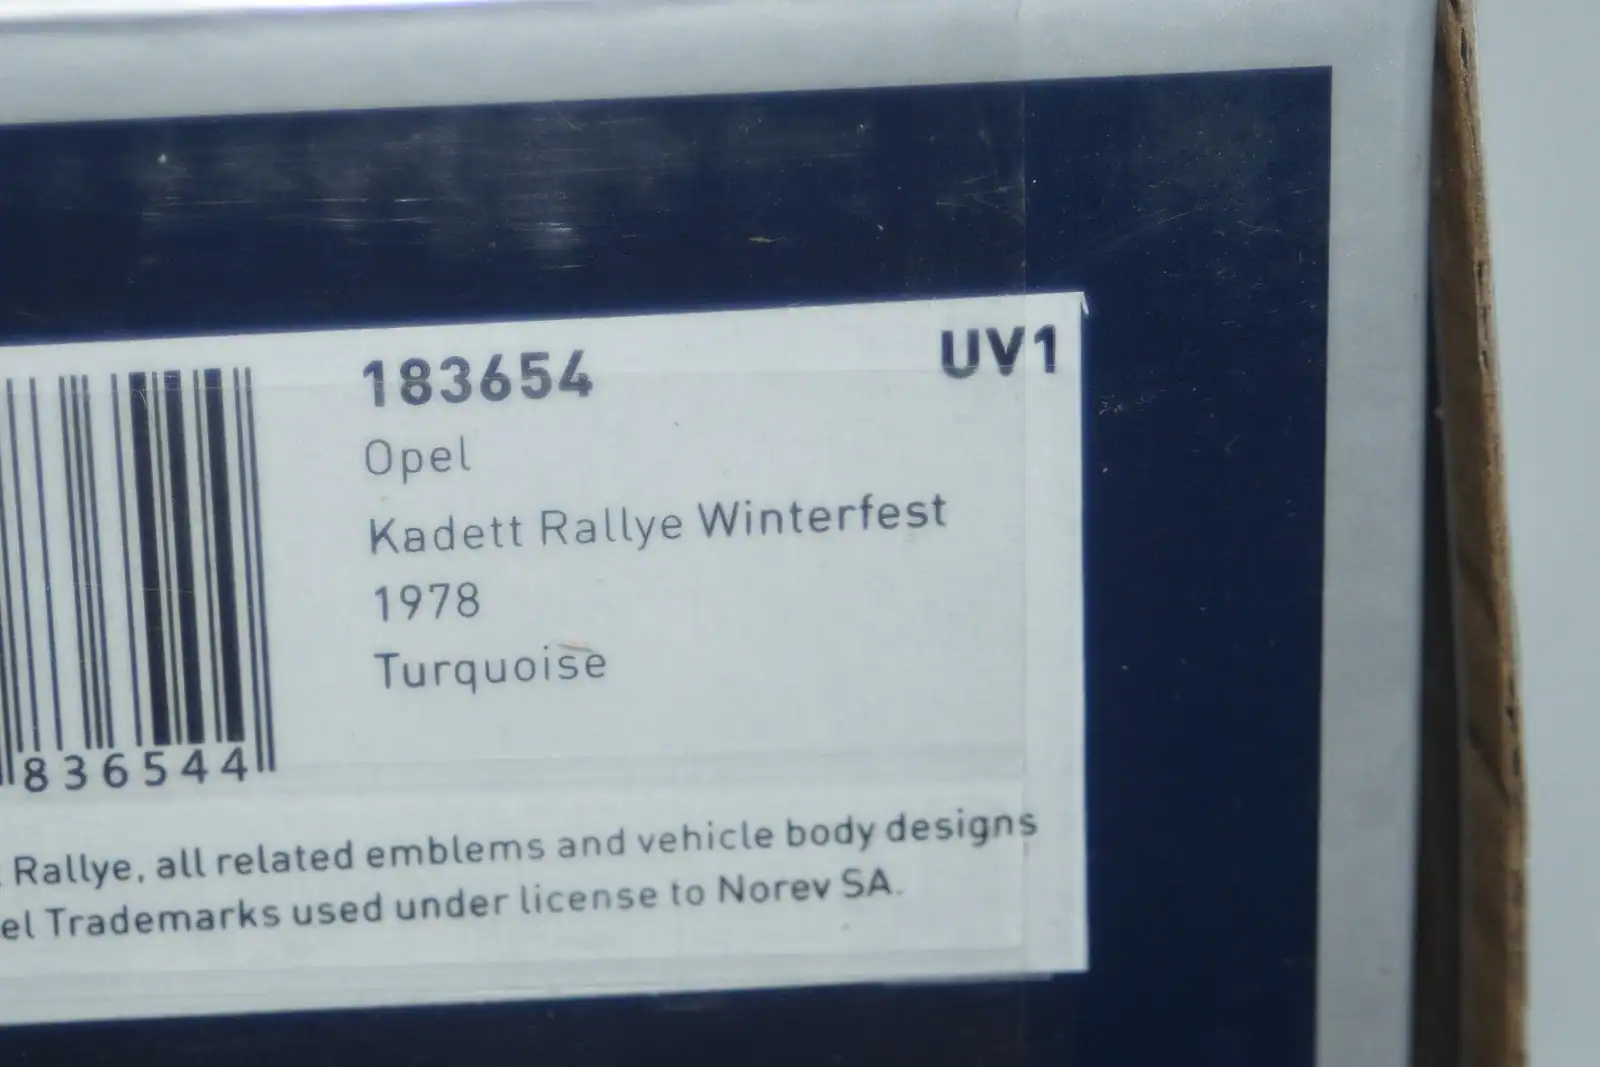 183654
UV1
Opel
Kadett Rallye Winterfest
1978
Turquoise
836544
Rallye, all related emblems and vehicle body designs
el Trademarks used under license to Norev SA.